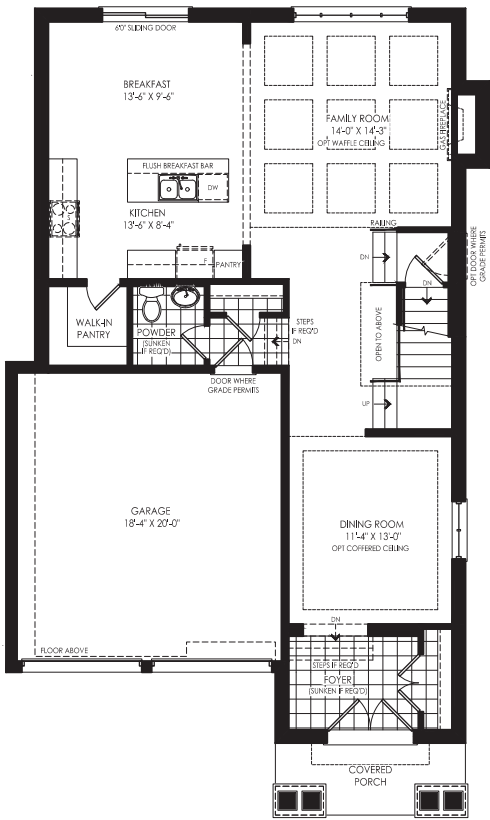 6'0" SLIDING DOOR
BREAKFAST
13'-6" X 9'-6"
FAMILY ROOM
14'-0" X 14'-3"
OPT WAFFLE CEILING
GAS FIREPLACE
FLUSH BREAKFAST BAR
DW
KITCHEN
13'-6" X 8'-4"
F
PANTRY
RAILING
DN
DN
OPT DOOR WHERE
GRADE PERMITS
WALK-IN
PANTRY
POWDER
(SUNKEN
IF REQ'D)
STEPS
IF REQ'D
DN
OPEN TO ABOVE
DOOR WHERE
GRADE PERMITS
UP
GARAGE
18'-4" X 20'-0"
DINING ROOM
11'-4" X 13'-0"
OPT COFFERED CEILING
DN
FLOOR ABOVE
STEPS IF REQ'D
FOYER
(SUNKEN IF REQ'D)
COVERED
PORCH